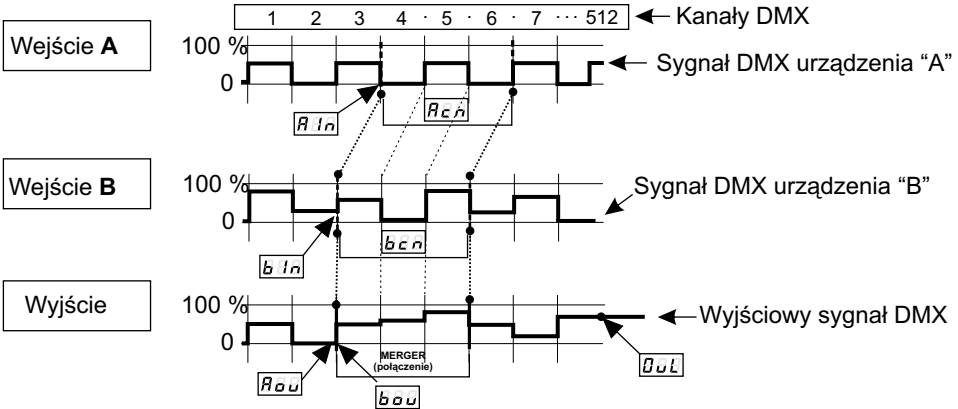 1 2 3 4 · 5 · 6 · 7 ··· 512
Kanały DMX
Wejście A
100 %
0
Sygnał DMX urządzenia “A”
A In
Acn
Wejście B
100 %
0
Sygnał DMX urządzenia “B”
b In
bcn
Wyjście
100 %
0
Wyjściowy sygnał DMX
MERGER
(połączenie)
Aou
bou
OuL